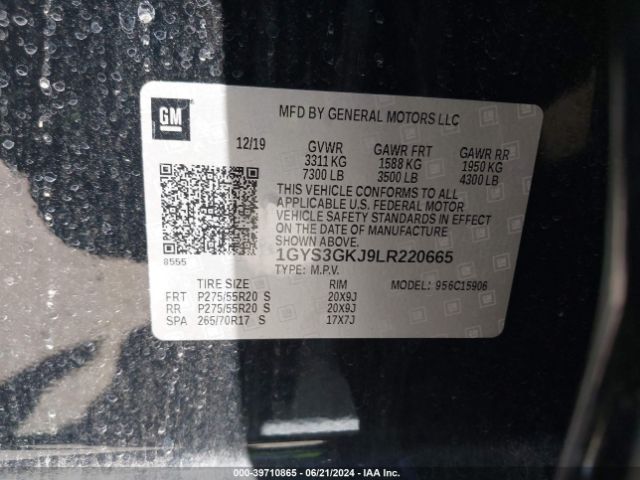 GM
MFD BY GENERAL MOTORS LLC
12/19 GVWR GAWR FRT GAWR RR
3311 KG 1588 KG 1950 KG
7300 LB 3500 LB 4300 LB
THIS VEHICLE CONFORMS TO ALL
APPLICABLE U.S. FEDERAL MOTOR
VEHICLE SAFETY STANDARDS IN EFFECT
ON THE DATE OF MANUFACTURE
SHOWN ABOVE.
8555
1GYS3GKJ9LR220665
TYPE: M.P.V. MODEL: 956C15906
TIRE SIZE RIM
FRT P275/55R20 S 20X9J
RR P275/55R20 S 20X9J
SPA 265/70R17 S 17X7J
000-39710865 - 06/21/2024 - IAA Inc.